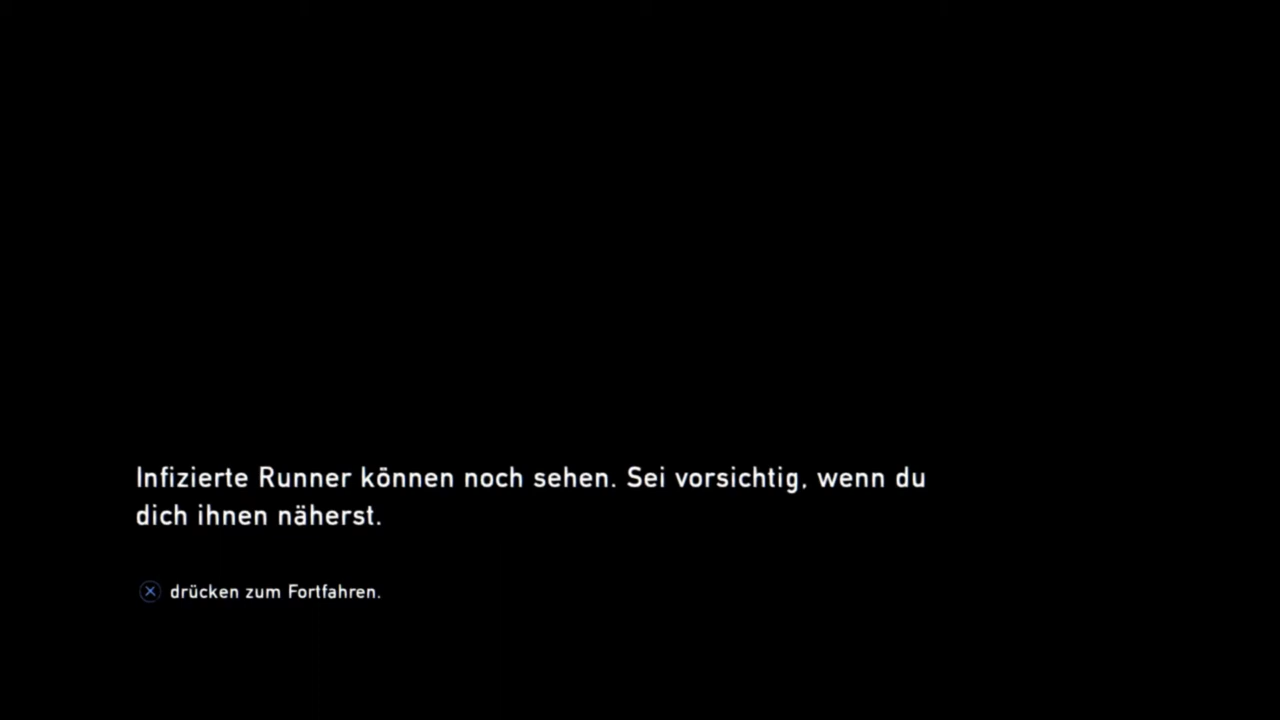 Infizierte Runner können noch sehen. Sei vorsichtig, wenn du
dich ihnen näherst.
drücken zum Fortfahren.